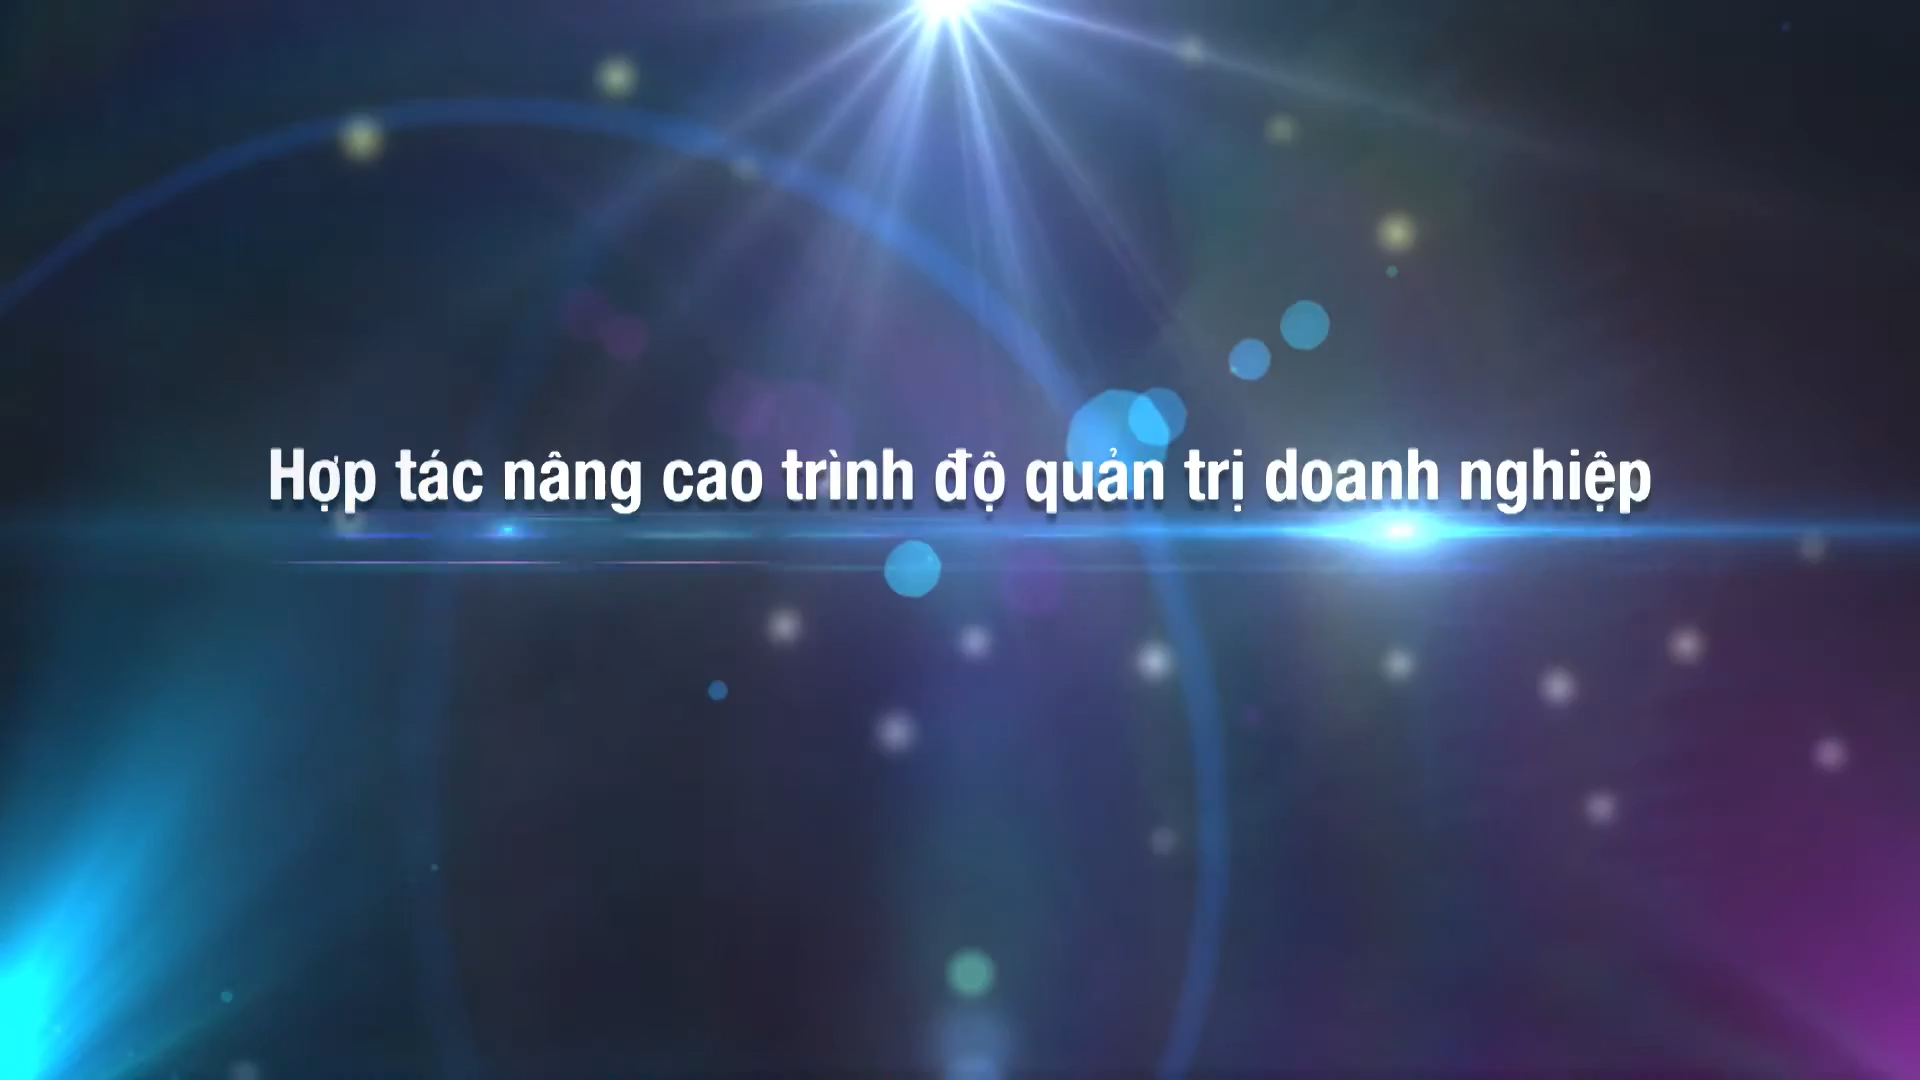 Hợp tác nâng cao trình độ quản trị doanh nghiệp